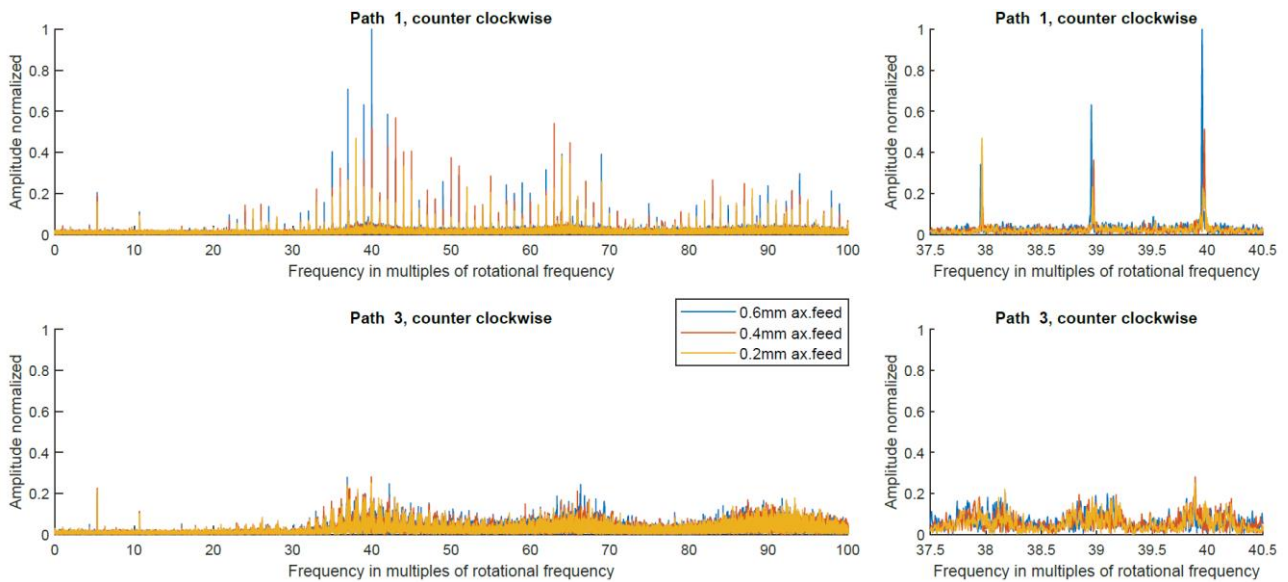 Path 1, counter clockwise
1
0.8
0.6
0.4
0.2
0
Amplitude normalized
0 10 20 30 40 50 60 70 80 90 100
Frequency in multiples of rotational frequency
Path 1, counter clockwise
1
0.8
0.6
0.4
0.2
0
Amplitude normalized
37.5 38 38.5 39 39.5 40 40.5
Frequency in multiples of rotational frequency
Path 3, counter clockwise
1
0.8
0.6
0.4
0.2
0
Amplitude normalized
0 10 20 30 40 50 60 70 80 90 100
Frequency in multiples of rotational frequency
0.6mm ax.feed
0.4mm ax.feed
0.2mm ax.feed
Path 3, counter clockwise
1
0.8
0.6
0.4
0.2
0
Amplitude normalized
37.5 38 38.5 39 39.5 40 40.5
Frequency in multiples of rotational frequency